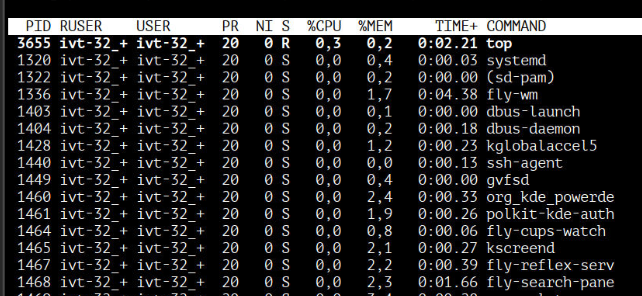 PID RUSER USER PR NI S %CPU %MEM TIME+ COMMAND
3655 ivt-32_+ ivt-32_+ 20 0 R 0,3 0,2 0:02.21 top
1320 ivt-32_+ ivt-32_+ 20 0 S 0,0 0,4 0:00.03 systemd
1322 ivt-32_+ ivt-32_+ 20 0 S 0,0 0,2 0:00.00 (sd-pam)
1336 ivt-32_+ ivt-32_+ 20 0 S 0,0 1,7 0:04.38 fly-wm
1403 ivt-32_+ ivt-32_+ 20 0 S 0,0 0,1 0:00.00 dbus-launch
1404 ivt-32_+ ivt-32_+ 20 0 S 0,0 0,2 0:00.18 dbus-daemon
1428 ivt-32_+ ivt-32_+ 20 0 S 0,0 1,2 0:00.23 kglobalaccel5
1440 ivt-32_+ ivt-32_+ 20 0 S 0,0 0,0 0:00.13 ssh-agent
1449 ivt-32_+ ivt-32_+ 20 0 S 0,0 0,4 0:00.00 gvfsd
1460 ivt-32_+ ivt-32_+ 20 0 S 0,0 2,4 0:00.33 org_kde_powerde
1461 ivt-32_+ ivt-32_+ 20 0 S 0,0 1,9 0:00.26 polkit-kde-auth
1464 ivt-32_+ ivt-32_+ 20 0 S 0,0 0,8 0:00.06 fly-cups-watch
1465 ivt-32_+ ivt-32_+ 20 0 S 0,0 2,1 0:00.27 kscreend
1467 ivt-32_+ ivt-32_+ 20 0 S 0,0 2,2 0:00.39 fly-reflex-serv
1468 ivt-32_+ ivt-32_+ 20 0 S 0,0 2,3 0:01.66 fly-search-pane